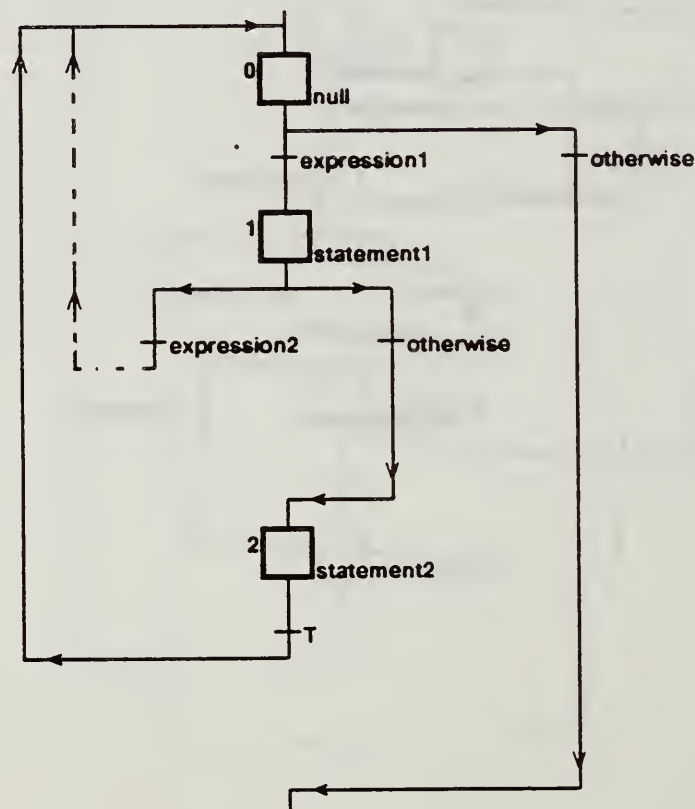 0
null
expression1
otherwise
1
statement1
expression2
otherwise
2
statement2
T